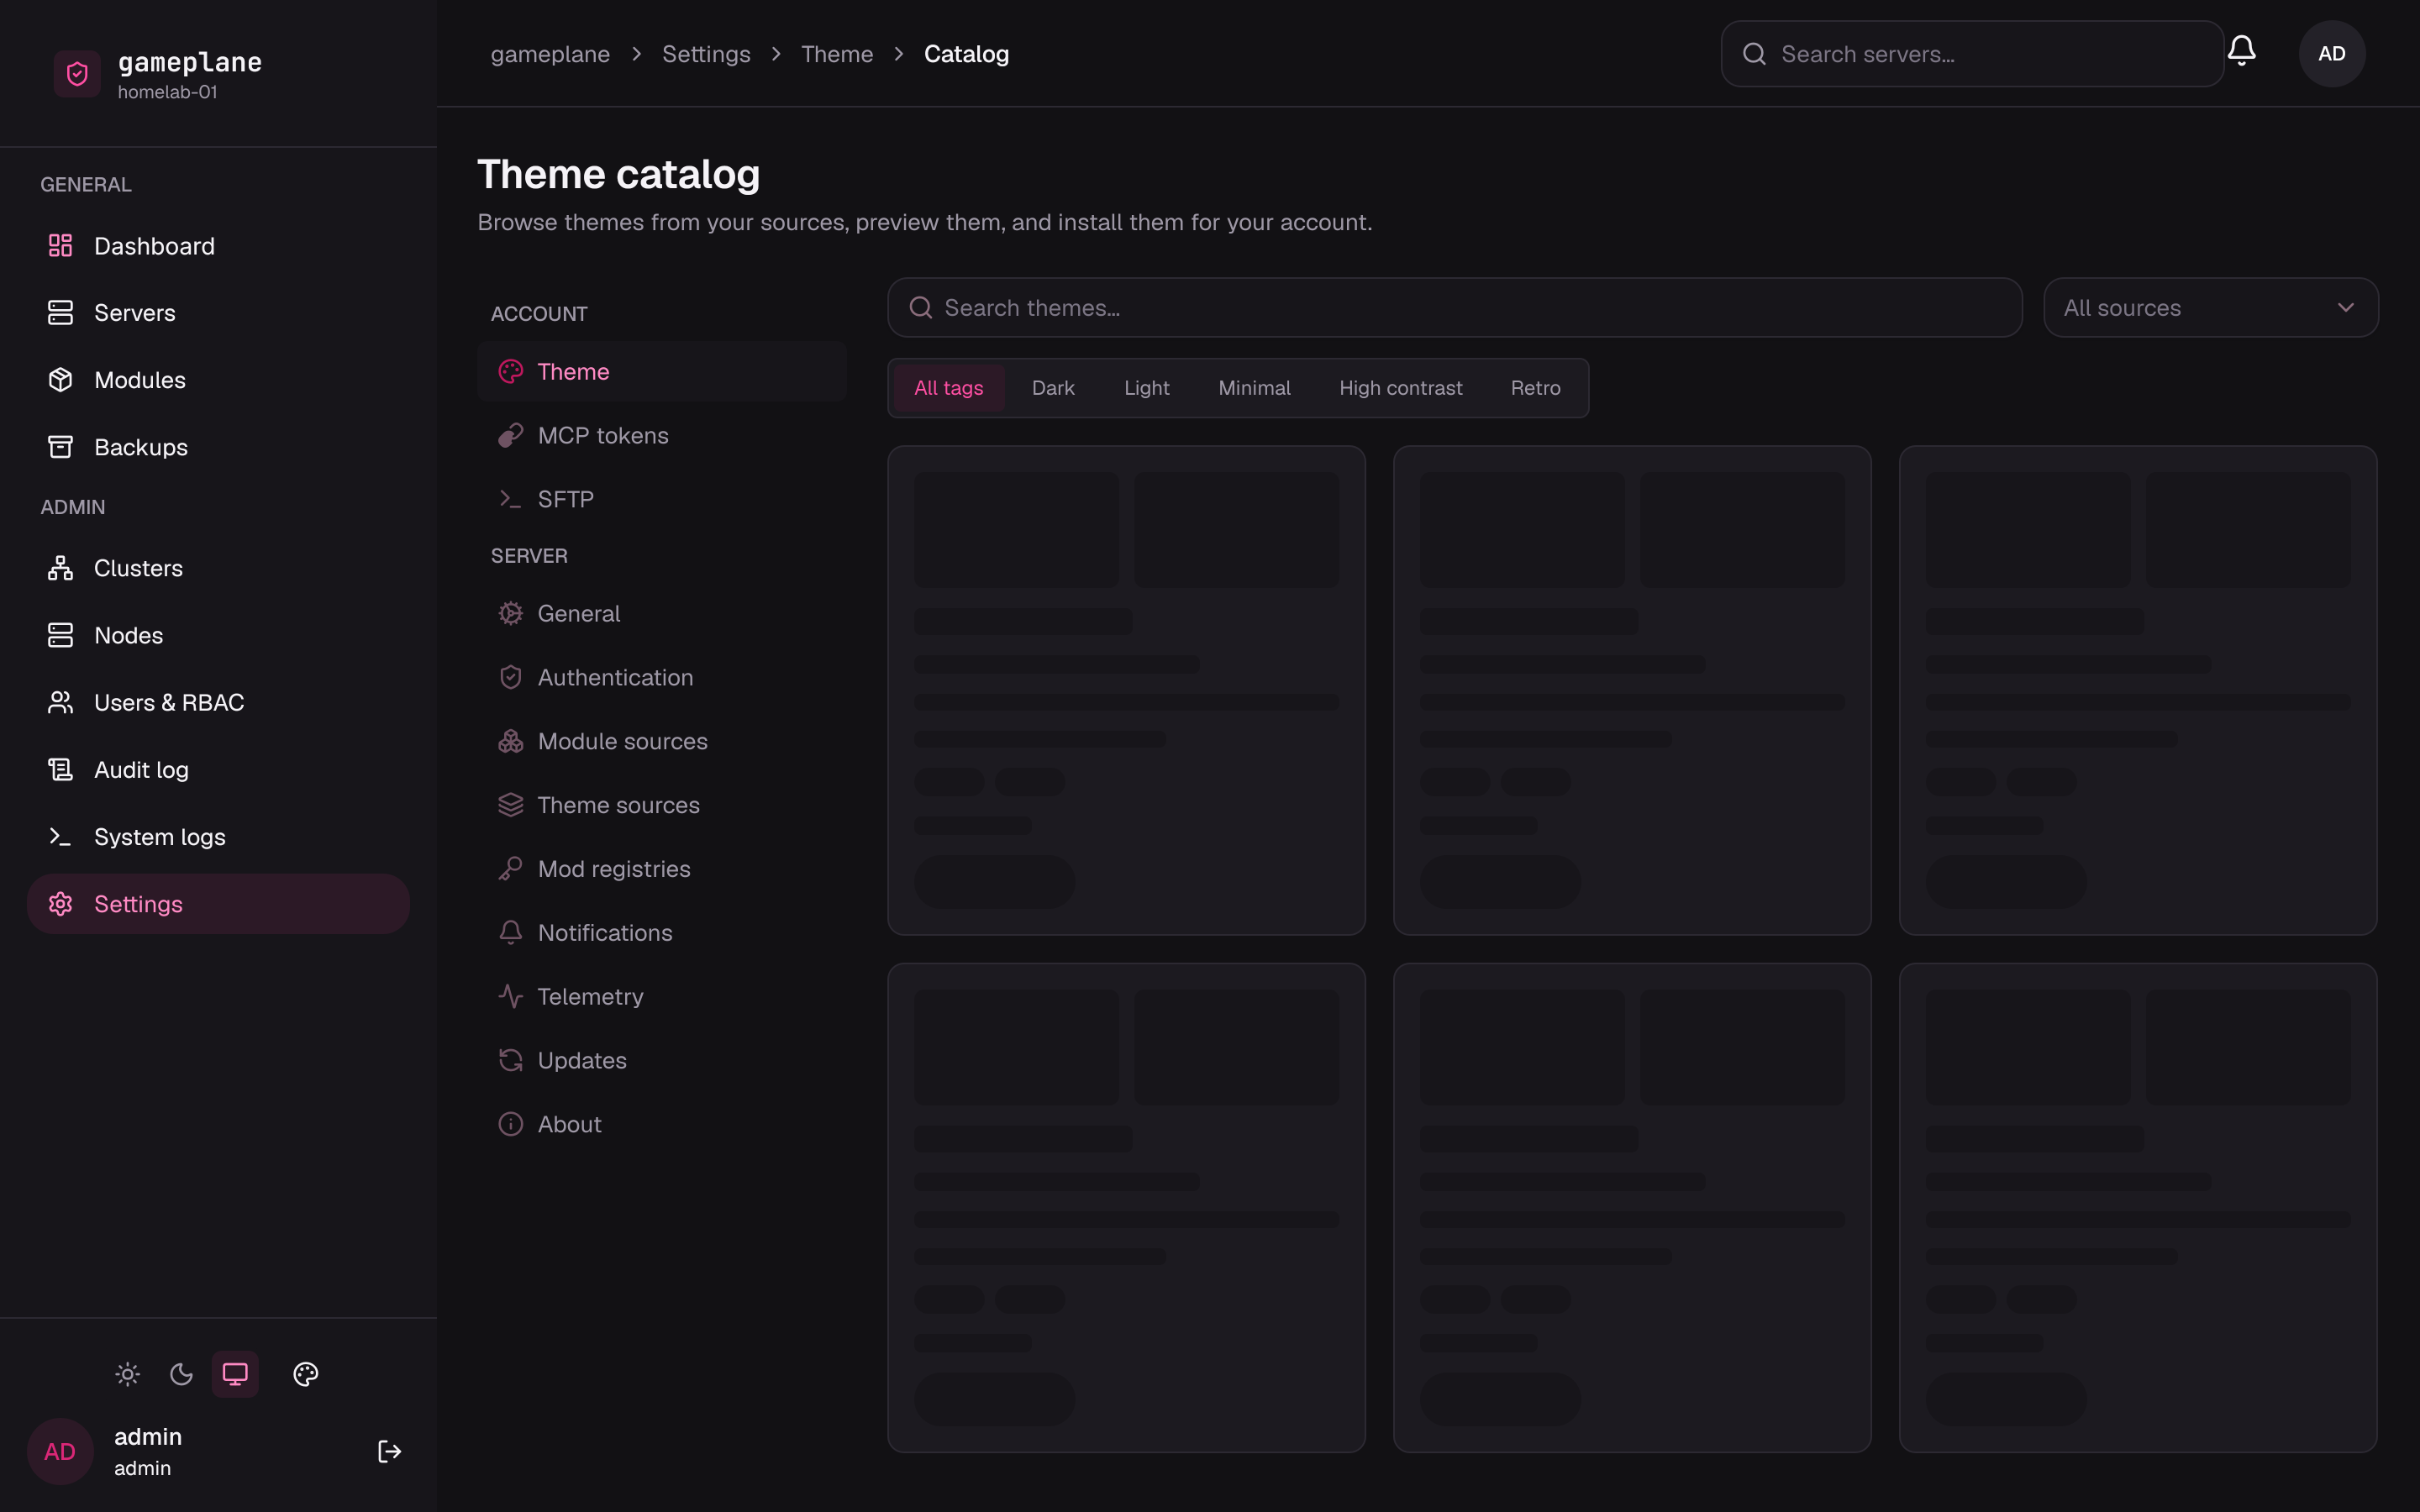 gameplane
homelab-01
GENERAL
Dashboard
Servers
Modules
Backups
ADMIN
Clusters
Nodes
Users & RBAC
Audit log
System logs
Settings
AD
admin
admin
gameplane > Settings > Theme > Catalog
Search servers...
AD
Theme catalog
Browse themes from your sources, preview them, and install them for your account.
ACCOUNT
Theme
MCP tokens
SFTP
SERVER
General
Authentication
Module sources
Theme sources
Mod registries
Notifications
Telemetry
Updates
About
Search themes...
All sources
All tags Dark Light Minimal High contrast Retro